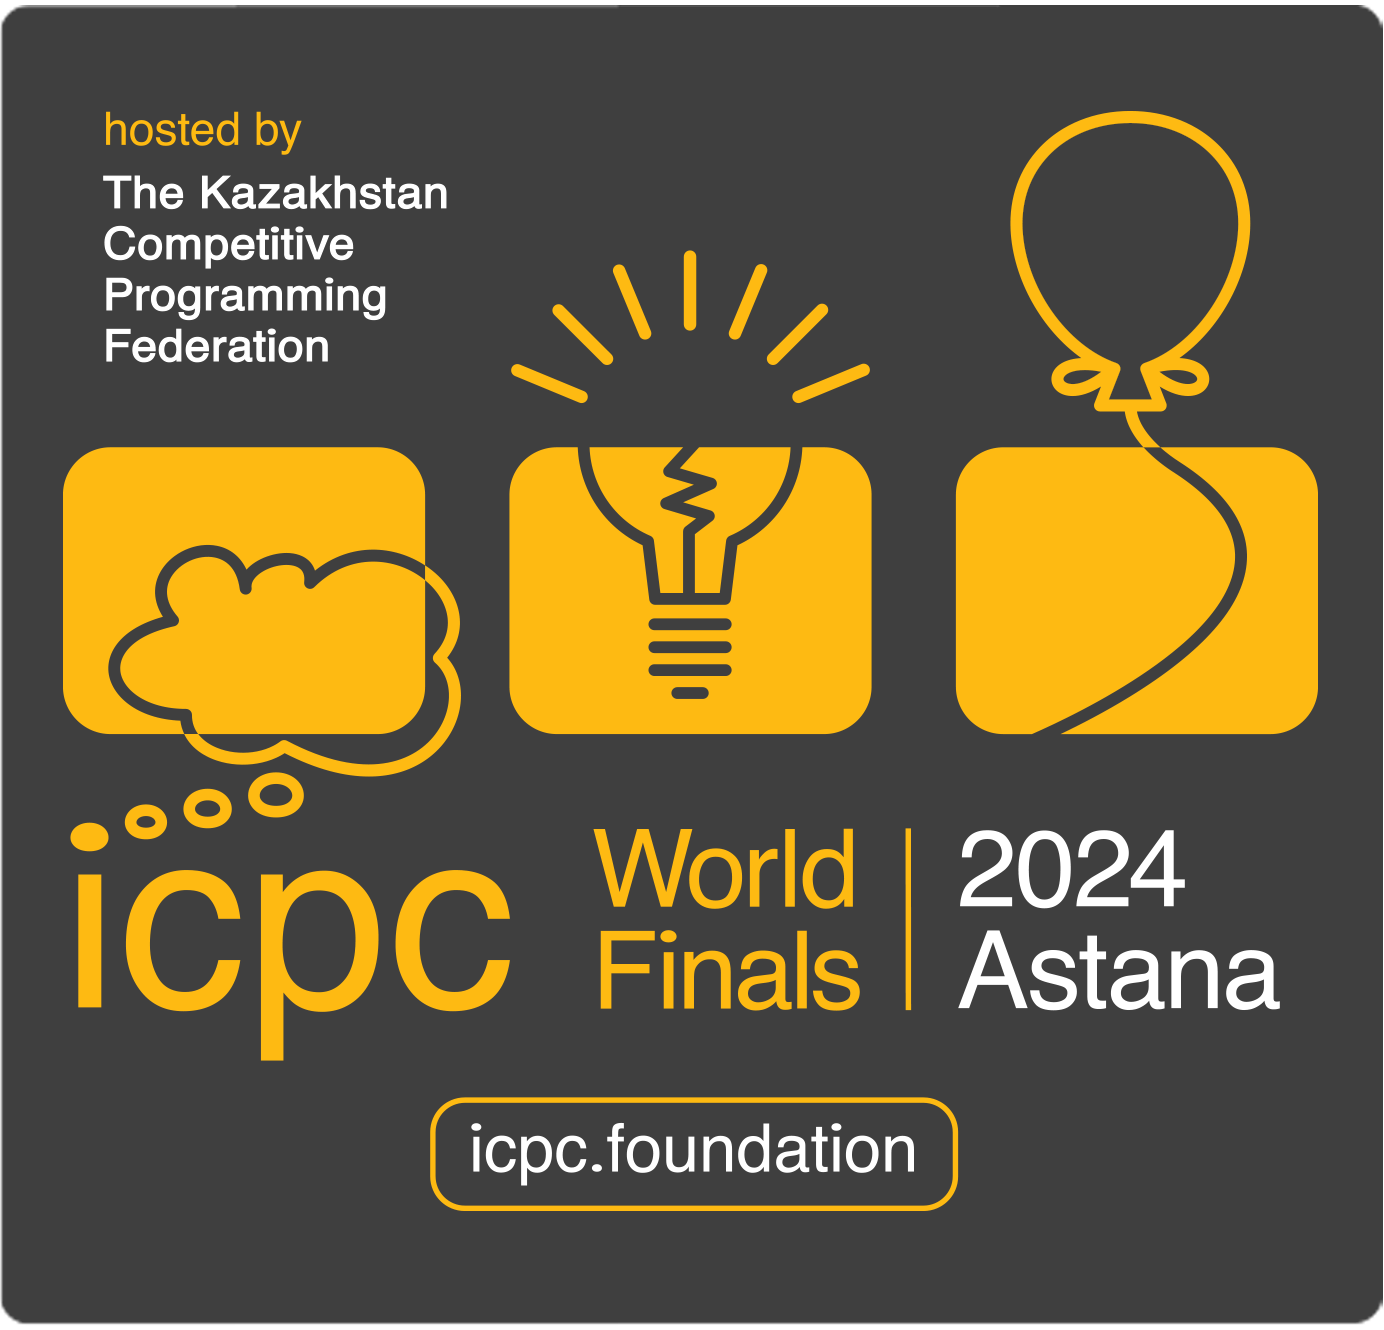 hosted by
The Kazakhstan
Competitive
Programming
Federation
icpc
World
Finals
2024
Astana
icpc.foundation